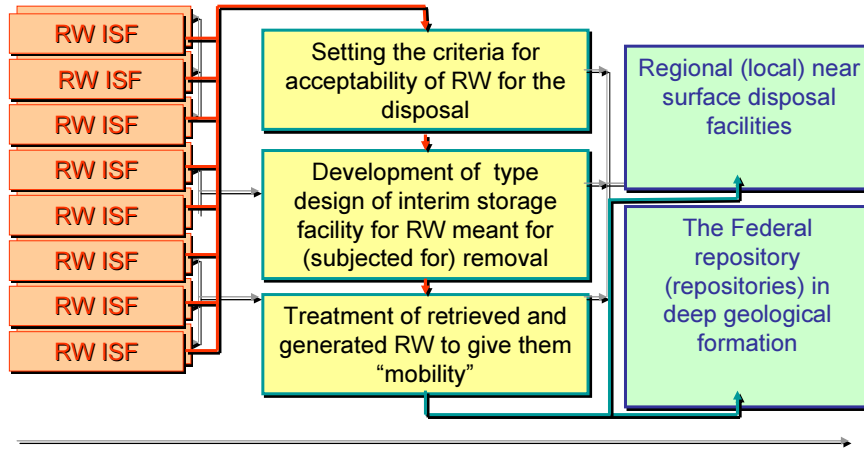 RW ISF
RW ISF
RW ISF
RW ISF
RW ISF
RW ISF
RW ISF
RW ISF
Setting the criteria for
acceptability of RW for the
disposal
Development of type
design of interim storage
facility for RW meant for
(subjected for) removal
Treatment of retrieved and
generated RW to give them
“mobility”
Regional (local) near
surface disposal
facilities
The Federal
repository
(repositories) in
deep geological
formation